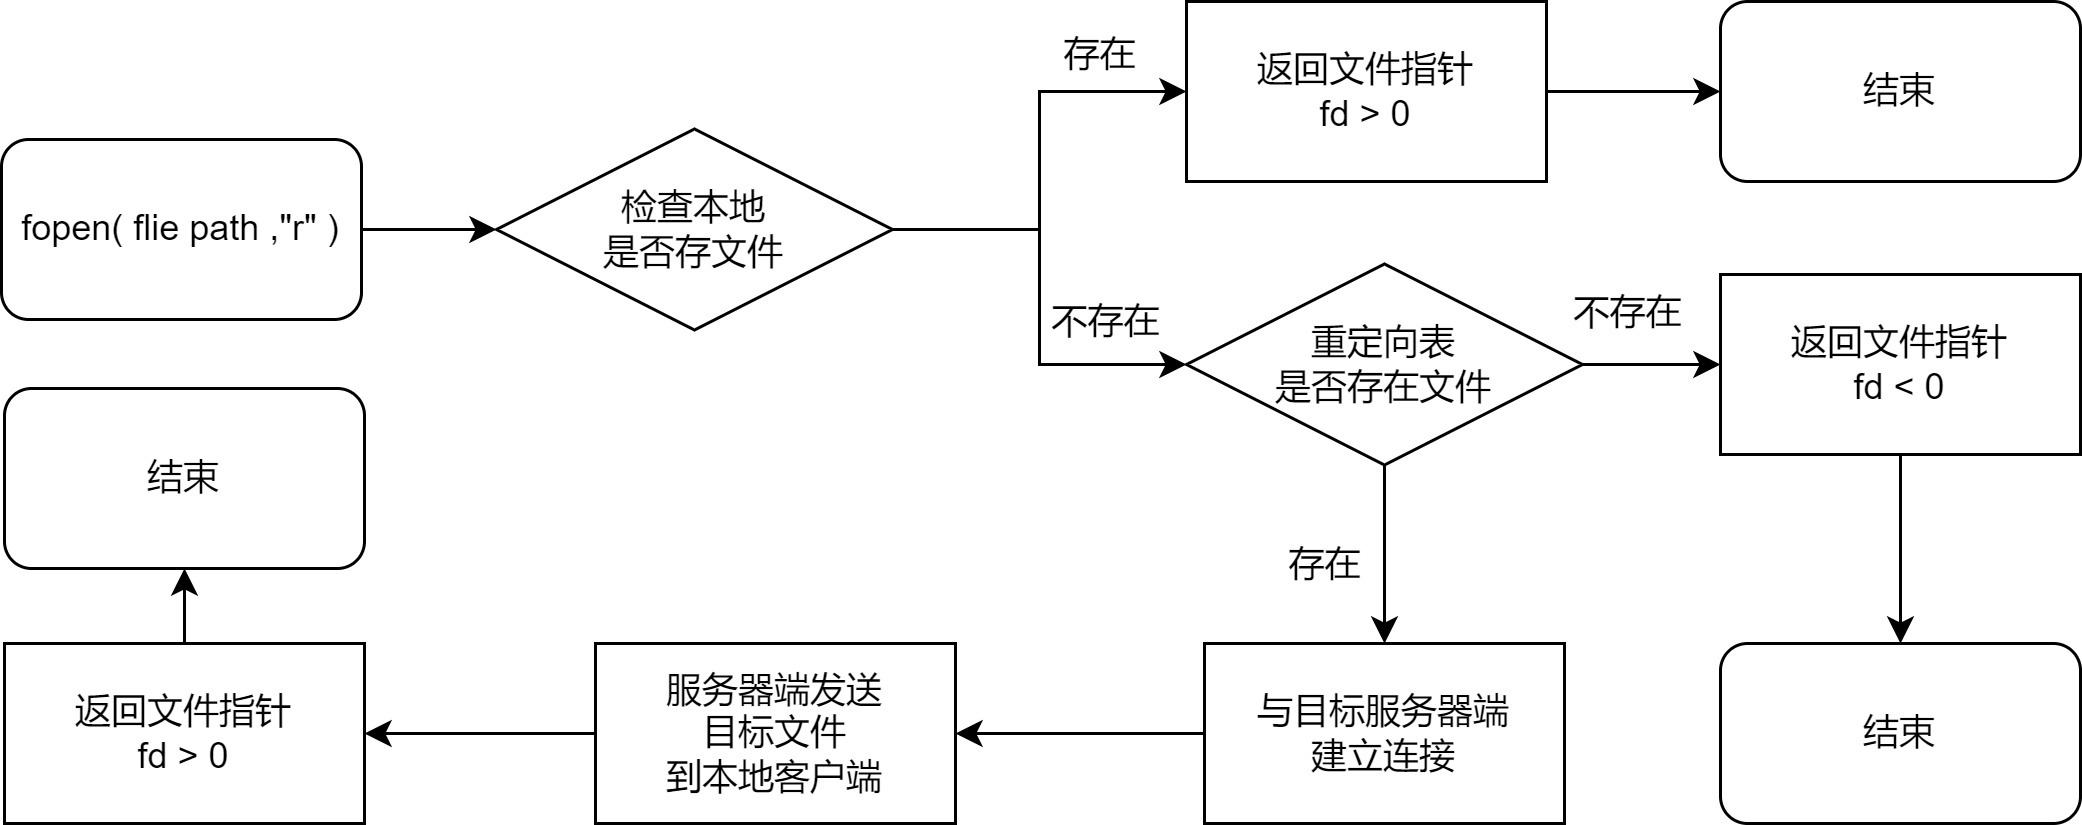 fopen( flie path ,"r" )
检查本地
是否存文件
存在
返回文件指针
fd > 0
结束
不存在
重定向表
是否存在文件
不存在
返回文件指针
fd < 0
结束
存在
与目标服务器端
建立连接
服务器端发送
目标文件
到本地客户端
返回文件指针
fd > 0
结束